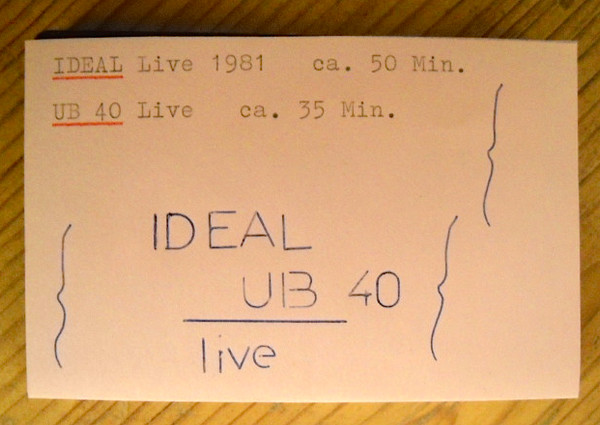 IDEAL Live 1981 ca. 50 Min.
UB 40 Live ca. 35 Min.
IDEAL
UB 40
live